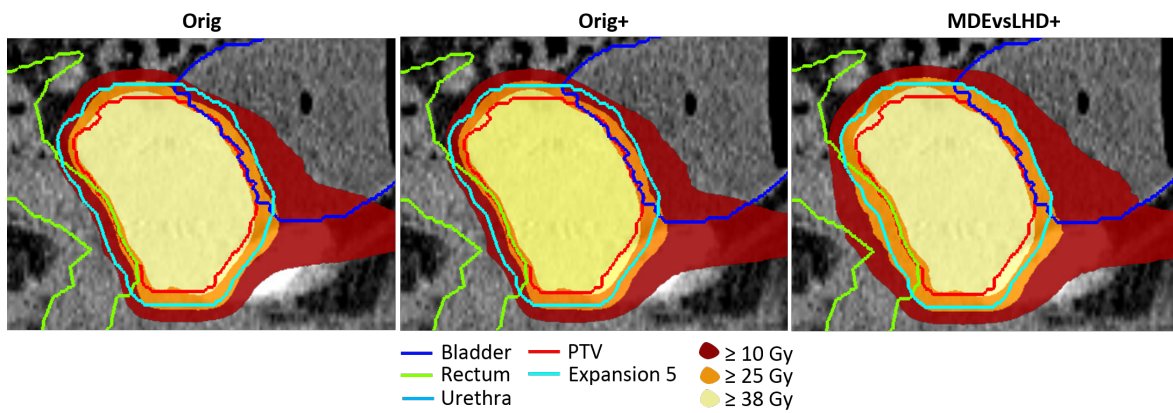 Orig Orig+ MDEvsLHD+
Bladder PTV ≥ 10 Gy
Rectum Expansion 5 ≥ 25 Gy
Urethra ≥ 38 Gy